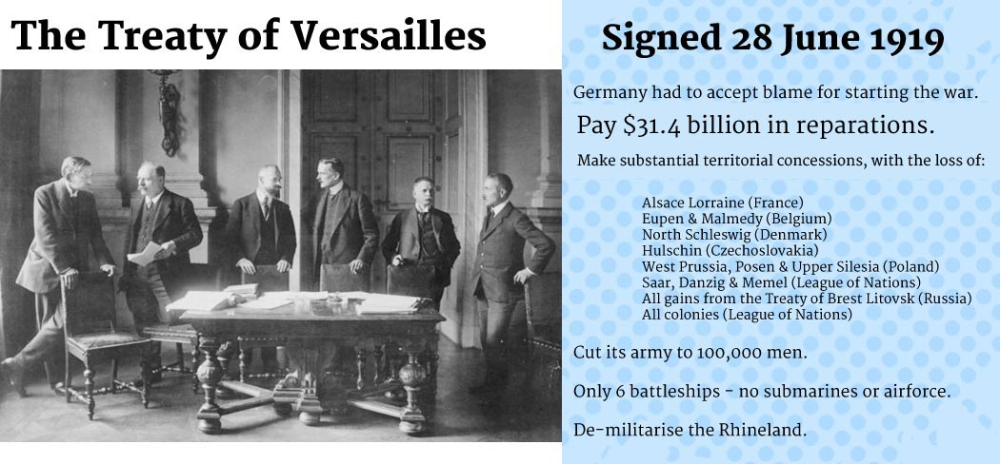 The Treaty of Versailles
Signed 28 June 1919
Germany had to accept blame for starting the war.
Pay $31.4 billion in reparations.
Make substantial territorial concessions, with the loss of:
Alsace Lorraine (France)
Eupen & Malmedy (Belgium)
North Schleswig (Denmark)
Hulschin (Czechoslovakia)
West Prussia, Posen & Upper Silesia (Poland)
Saar, Danzig & Memel (League of Nations)
All gains from the Treaty of Brest Litovsk (Russia)
All colonies (League of Nations)
Cut its army to 100,000 men.
Only 6 battleships - no submarines or airforce.
De-militarise the Rhineland.